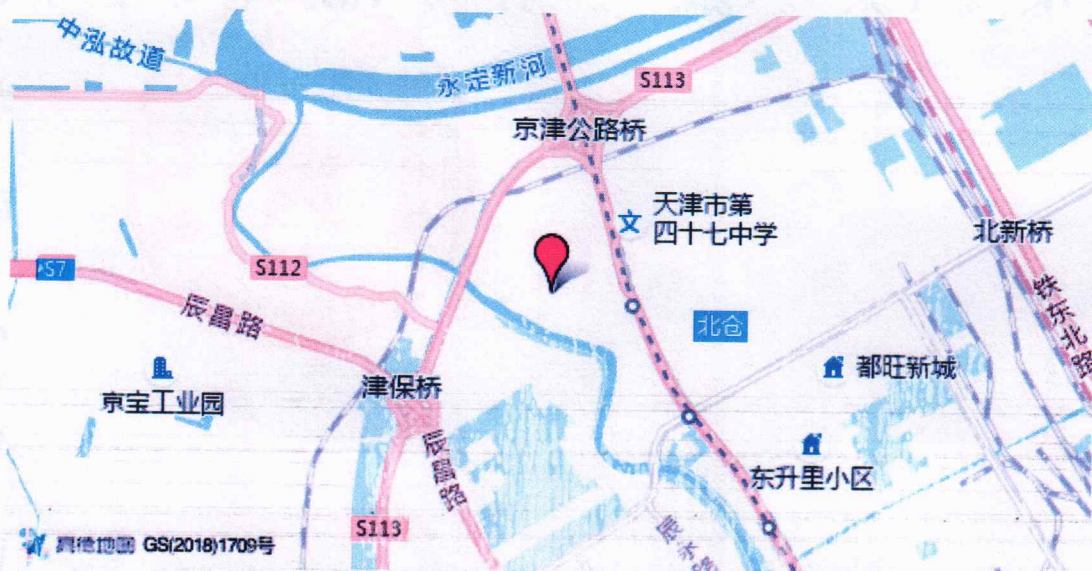 中泓故道
永定新河
S113
京津公路桥
天津市第
四十七中学
北新桥
S7
S112
辰昌路
北仓
铁东北路
都旺新城
京宝工业园
津保桥
辰昌路
东升里小区
S113
辰永路
高德地图 GS(2018)1709号